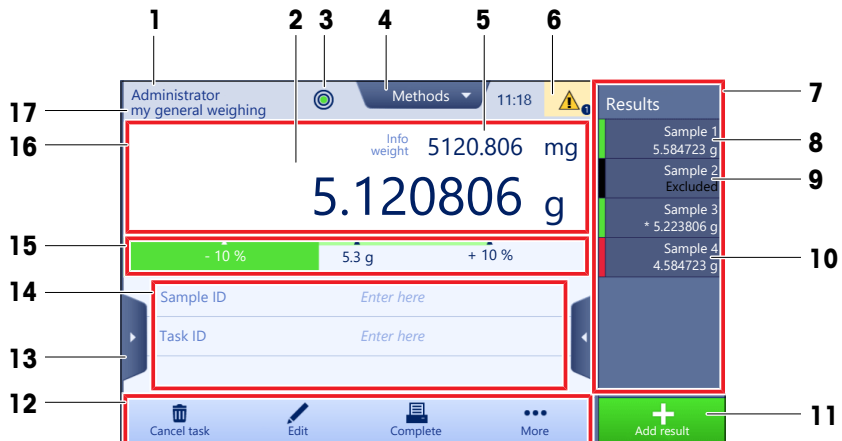 1
2
3
4
5
6
Administrator
my general weighing
Methods
11:18
1
Info
weight
5120.806 mg
5.120806 g
- 10 %
5.3 g
+ 10 %
Sample ID
Enter here
Task ID
Enter here
Cancel task
Edit
Complete
More
Results
Sample 1
5.584723 g
Sample 2
Excluded
Sample 3
* 5.223806 g
Sample 4
4.584723 g
Add result
7
8
9
10
11
12
13
14
15
16
17